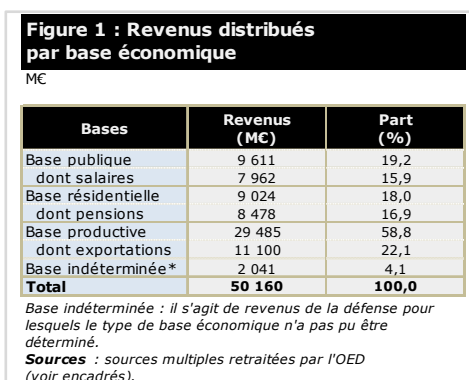 Figure 1 : Revenus distribués
par base économique
M€
Bases Revenus (M€) Part (%)
Base publique 9 611 19,2
dont salaires 7 962 15,9
Base résidentielle 9 024 18,0
dont pensions 8 478 16,9
Base productive 29 485 58,8
dont exportations 11 100 22,1
Base indéterminée* 2 041 4,1
Total 50 160 100,0
Base indéterminée : il s'agit de revenus de la défense pour
lesquels le type de base économique n'a pas pu être
déterminé.
Sources : sources multiples retraitées par l'OED
(voir encadrés).